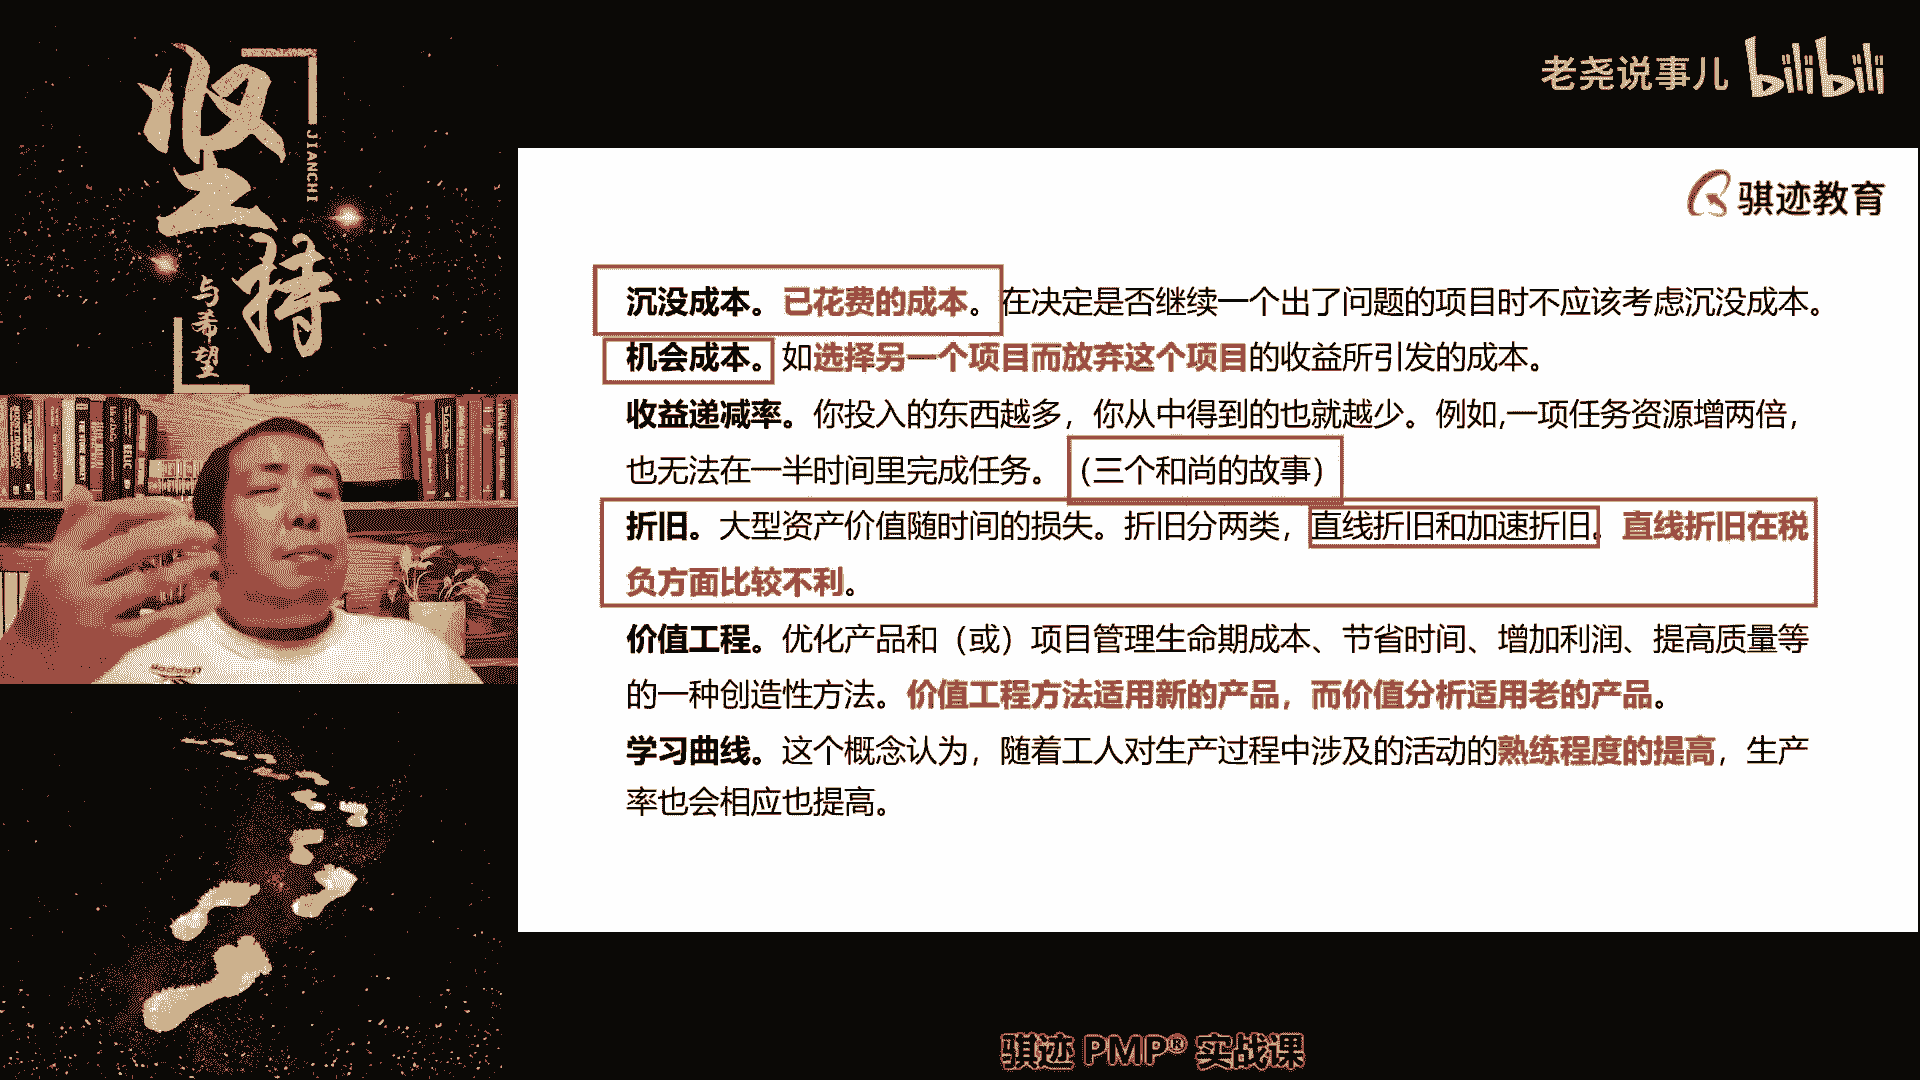 坚持
JIANCHI
与希望
老尧说事儿 bilibili
骐迹教育
沉没成本。已花费的成本。在决定是否继续一个出了问题的项目时不应该考虑沉没成本。
机会成本。如选择另一个项目而放弃这个项目的收益所引发的成本。
收益递减率。你投入的东西越多，你从中得到的也就越少。例如,一项任务资源增两倍，
也无法在一半时间里完成任务。（三个和尚的故事）
折旧。大型资产价值随时间的损失。折旧分两类，直线折旧和加速折旧。直线折旧在税
负方面比较不利。
价值工程。优化产品和（或）项目管理生命期成本、节省时间、增加利润、提高质量等
的一种创造性方法。价值工程方法适用新的产品，而价值分析适用老的产品。
学习曲线。这个概念认为，随着工人对生产过程中涉及的活动的熟练程度的提高，生产
率也会相应也提高。
骐迹 PMP® 实战课